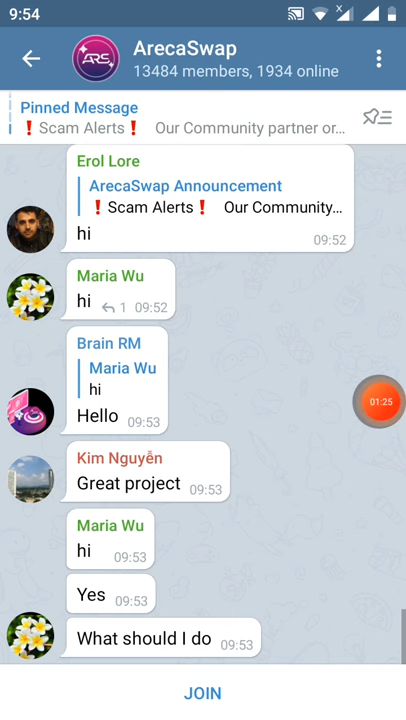 9:54
ArecaSwap
13484 members, 1934 online
ARS
Pinned Message
❗ Scam Alerts ❗ Our Community partner or...
Erol Lore
ArecaSwap Announcement
❗ Scam Alerts ❗ Our Community...
hi
09:52
Maria Wu
hi 1 09:52
Brain RM
Maria Wu
hi
Hello 09:53
01:25
Kim Nguyễn
Great project 09:53
Maria Wu
hi 09:53
Yes 09:53
What should I do 09:53
JOIN